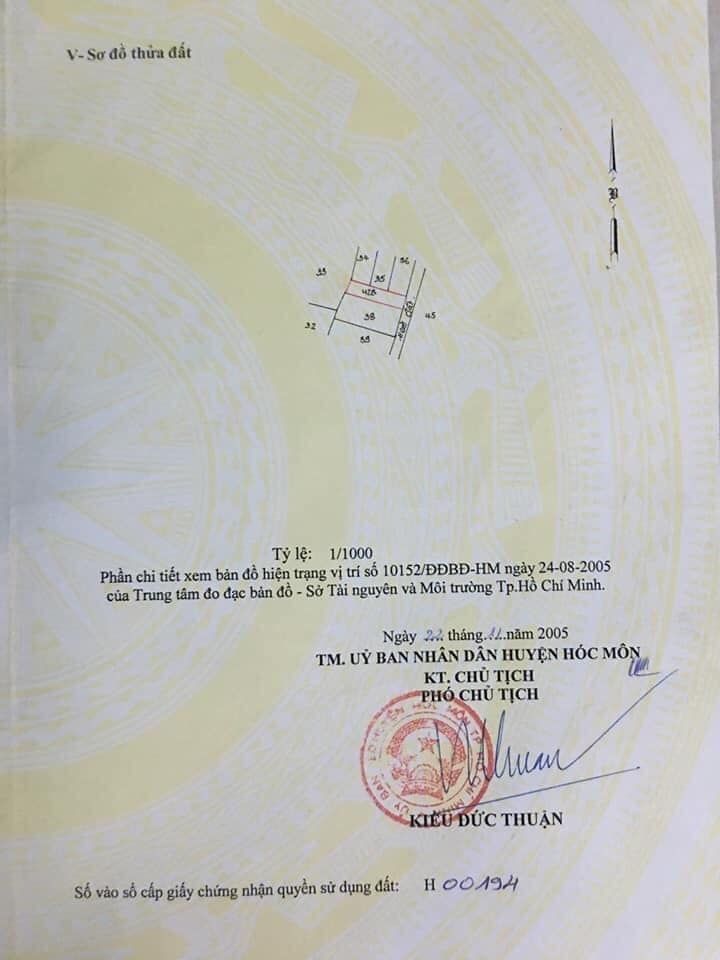 V- Sơ đồ thửa đất
B
34
36
33
35
42B
38
45
32
39
Tỷ lệ: 1/1000
Phần chi tiết xem bản đồ hiện trạng vị trí số 10152/ĐĐBĐ-HM ngày 24-08-2005
của Trung tâm đo đạc bản đồ - Sở Tài nguyên và Môi trường Tp.Hồ Chí Minh.
Ngày 22 tháng 11 năm 2005
TM. UỶ BAN NHÂN DÂN HUYỆN HÓC MÔN
KT. CHỦ TỊCH
PHÓ CHỦ TỊCH
KIỀU ĐỨC THUẬN
Số vào sổ cấp giấy chứng nhận quyền sử dụng đất: H 00194